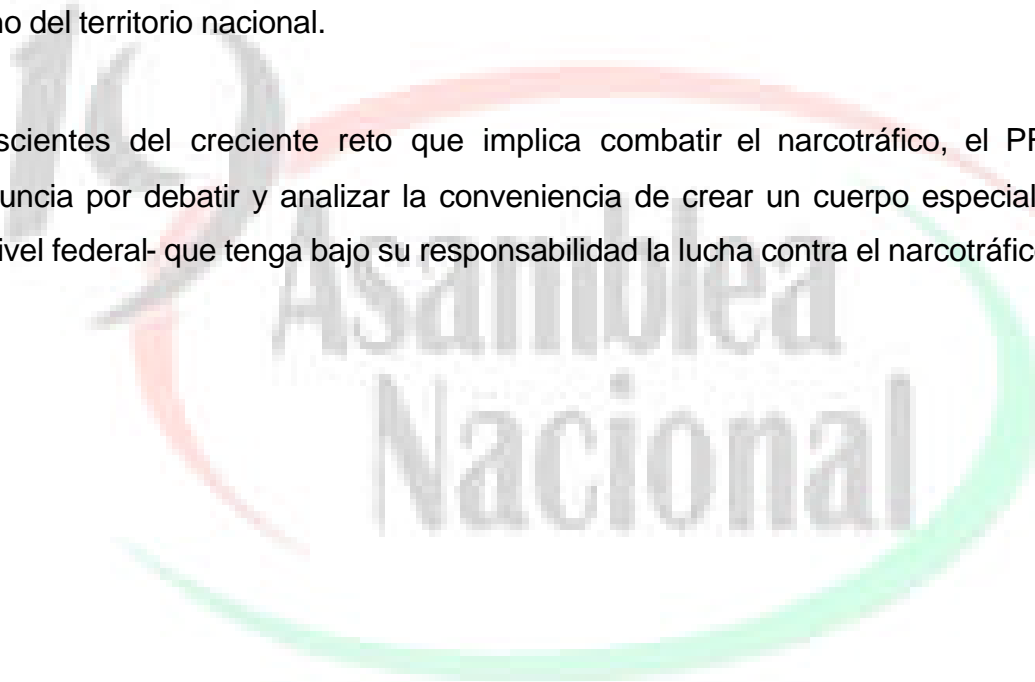 no del territorio nacional.
scientes del creciente reto que implica combatir el narcotráfico, el
uncia por debatir y analizar la conveniencia de crear un cuerpo especial
ivel federal- que tenga bajo su responsabilidad la lucha contra el narcotráfic
19
Asamblea
Nacional